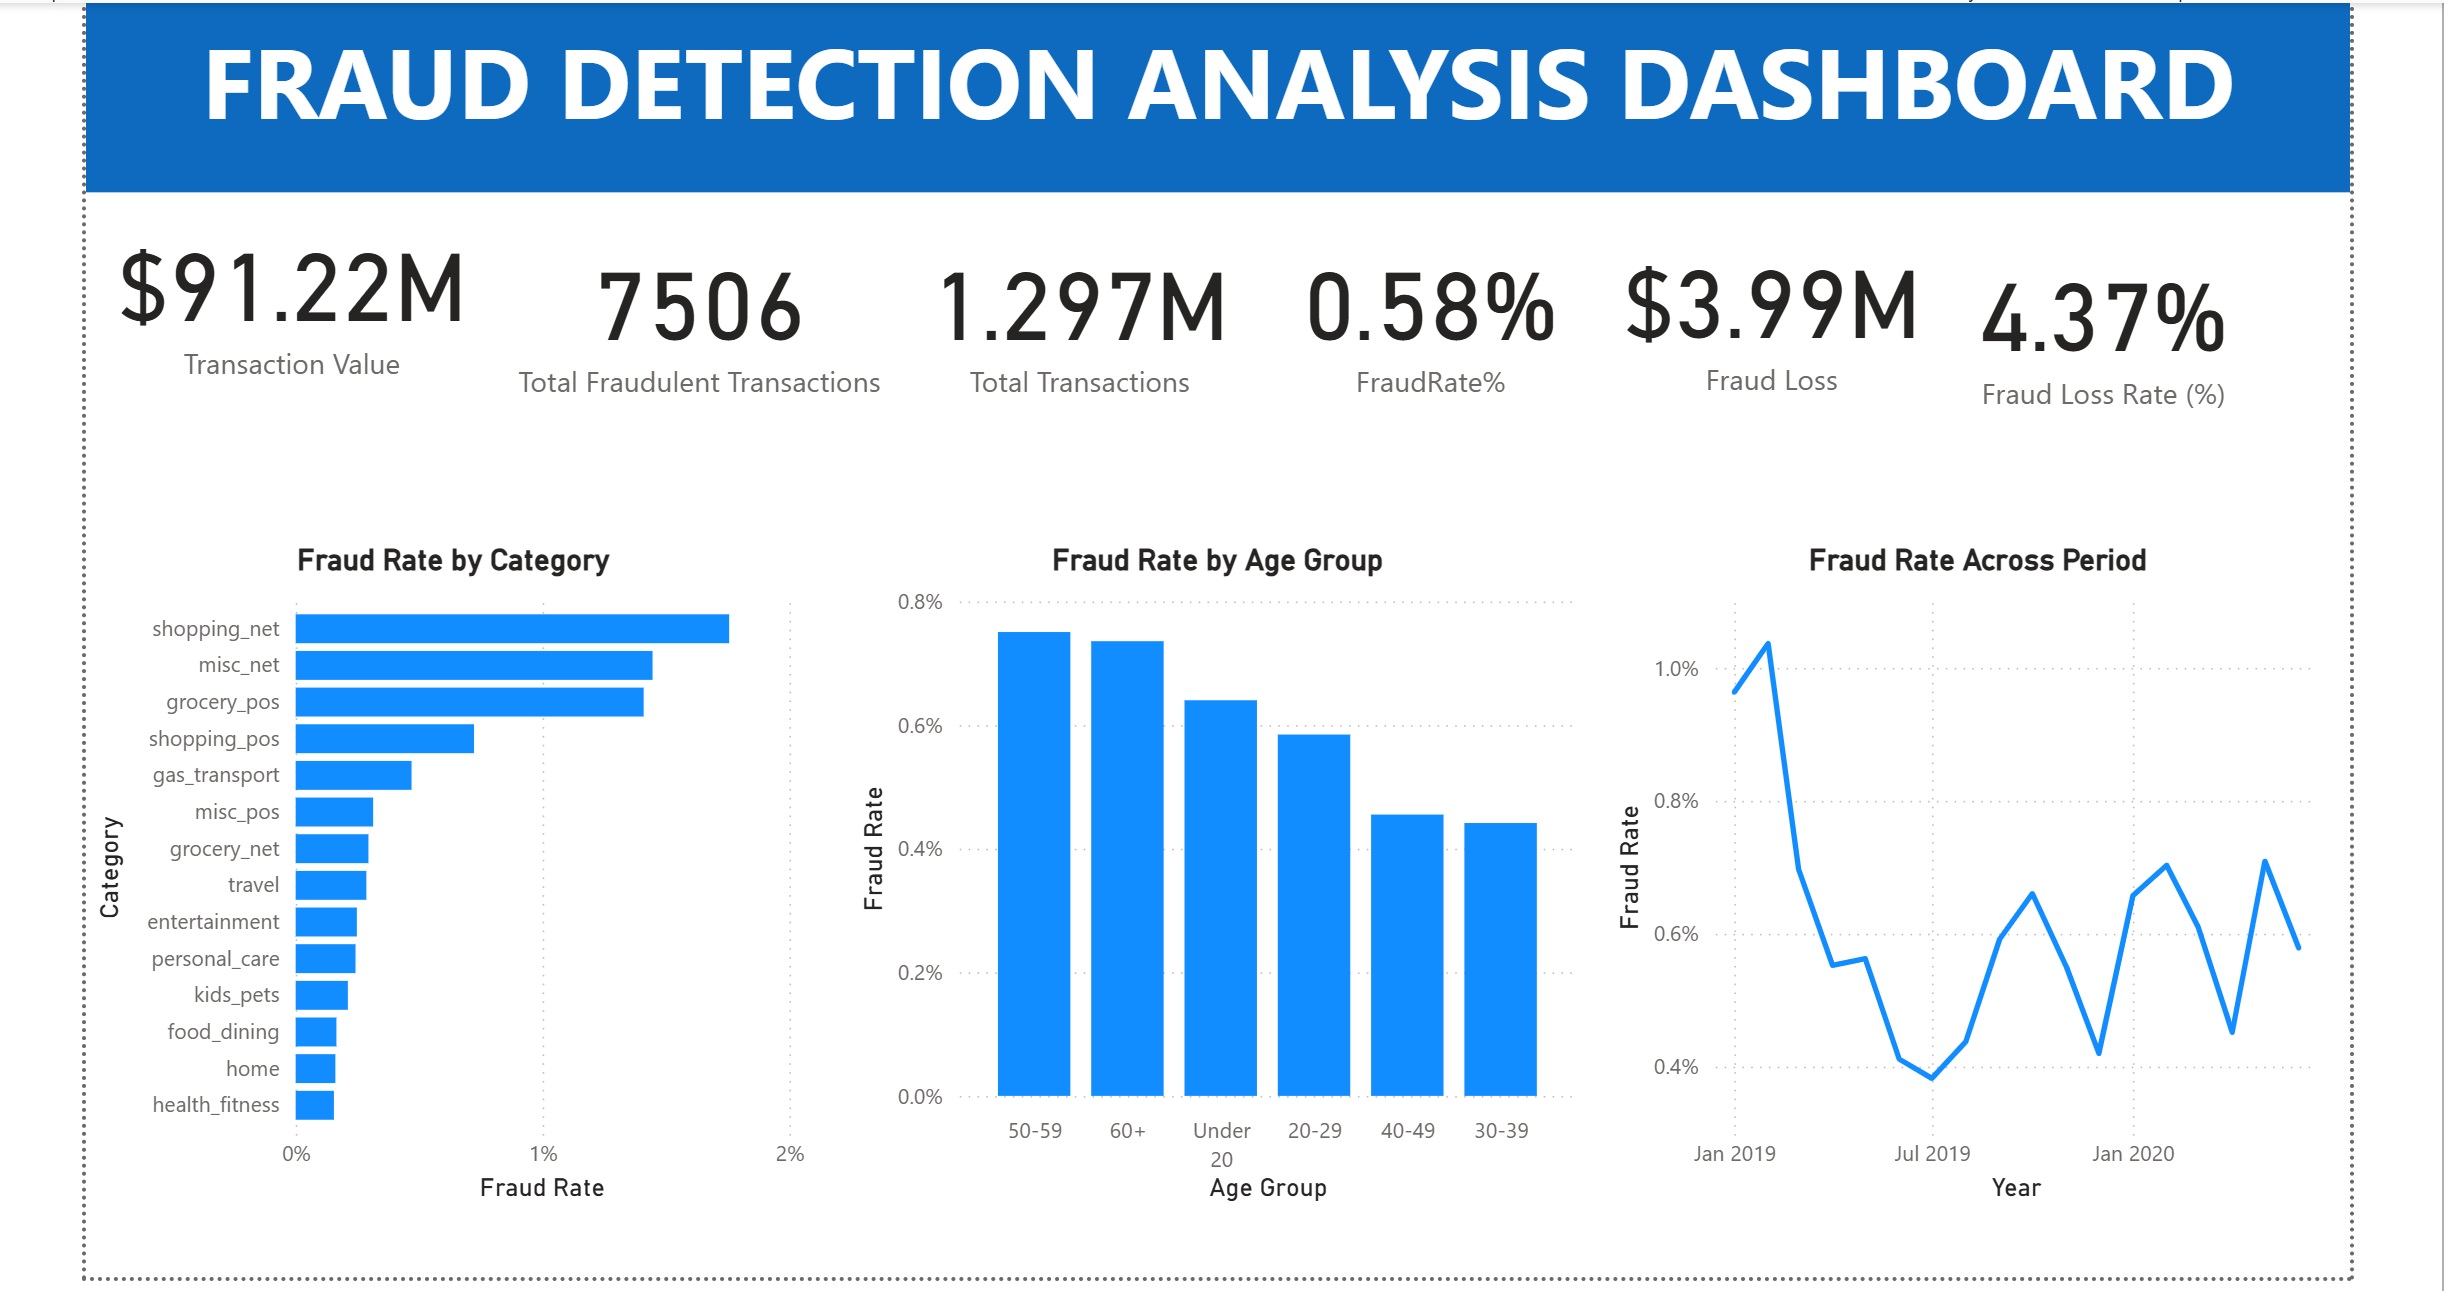 FRAUD DETECTION ANALYSIS DASHBOARD
$91.22M
Transaction Value
7506
Total Fraudulent Transactions
1.297M
Total Transactions
0.58%
FraudRate%
$3.99M
Fraud Loss
4.37%
Fraud Loss Rate (%)
Fraud Rate by Category
Category
shopping_net
misc_net
grocery_pos
shopping_pos
gas_transport
misc_pos
grocery_net
travel
entertainment
personal_care
kids_pets
food_dining
home
health_fitness
0%
1%
2%
Fraud Rate
Fraud Rate by Age Group
Fraud Rate
0.8%
0.6%
0.4%
0.2%
0.0%
50-59
60+
Under
20
20-29
40-49
30-39
Age Group
Fraud Rate Across Period
Fraud Rate
1.0%
0.8%
0.6%
0.4%
Jan 2019
Jul 2019
Jan 2020
Year